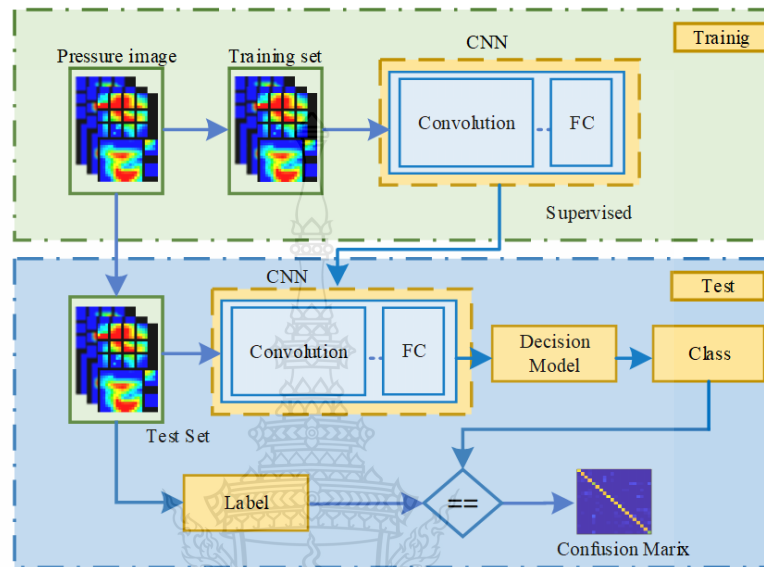 CNN
Trainig
Pressure image
Training set
Convolution
FC
Supervised
CNN
Test
Convolution
FC
Decision
Model
Class
Test Set
Label
==
Confusion Marix